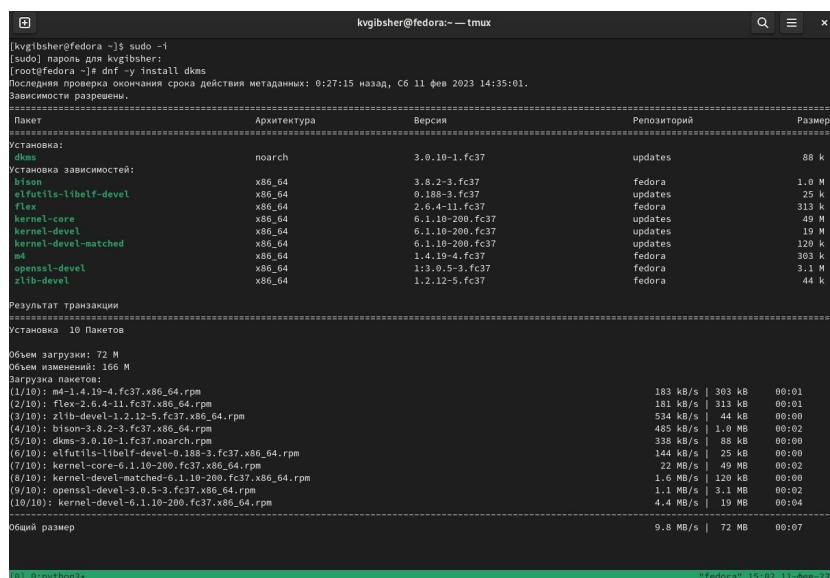 kvgibsher@fedora:~ — tmux
[kvgibsher@fedora ~]$ sudo -i
[sudo] пароль для kvgibsher:
[root@fedora ~]# dnf -y install dkms
Последняя проверка окончания срока действия метаданных: 0:27:15 назад, Сб 11 фев 2023 14:35:01.
Зависимости разрешены.
Пакет Архитектура Версия Репозиторий Размер
Установка:
dkms noarch 3.0.10-1.fc37 updates 88 k
Установка зависимостей:
bison x86_64 3.8.2-3.fc37 fedora 1.0 M
elfutils-libelf-devel x86_64 0.188-3.fc37 updates 25 k
flex x86_64 2.6.4-11.fc37 fedora 313 k
kernel-core x86_64 6.1.10-200.fc37 updates 49 M
kernel-devel x86_64 6.1.10-200.fc37 updates 19 M
kernel-devel-matched x86_64 6.1.10-200.fc37 updates 120 k
m4 x86_64 1.4.19-4.fc37 fedora 303 k
openssl-devel x86_64 1:3.0.5-3.fc37 fedora 3.1 M
zlib-devel x86_64 1.2.12-5.fc37 fedora 44 k
Результат транзакции
Установка 10 Пакетов
Объем загрузки: 72 M
Объем изменений: 166 M
Загрузка пакетов:
(1/10): m4-1.4.19-4.fc37.x86_64.rpm 183 kB/s | 303 kB 00:01
(2/10): flex-2.6.4-11.fc37.x86_64.rpm 181 kB/s | 313 kB 00:01
(3/10): zlib-devel-1.2.12-5.fc37.x86_64.rpm 534 kB/s | 44 kB 00:00
(4/10): bison-3.8.2-3.fc37.x86_64.rpm 485 kB/s | 1.0 MB 00:02
(5/10): dkms-3.0.10-1.fc37.noarch.rpm 338 kB/s | 88 kB 00:00
(6/10): elfutils-libelf-devel-0.188-3.fc37.x86_64.rpm 144 kB/s | 25 kB 00:00
(7/10): kernel-core-6.1.10-200.fc37.x86_64.rpm 22 MB/s | 49 MB 00:02
(8/10): kernel-devel-matched-6.1.10-200.fc37.x86_64.rpm 1.6 MB/s | 120 kB 00:00
(9/10): openssl-devel-3.0.5-3.fc37.x86_64.rpm 1.1 MB/s | 3.1 MB 00:02
(10/10): kernel-devel-6.1.10-200.fc37.x86_64.rpm 4.4 MB/s | 19 MB 00:04
Общий размер 9.8 MB/s | 72 MB 00:07
[0] 0:python3* "fedora" 15:02 11-фев-23